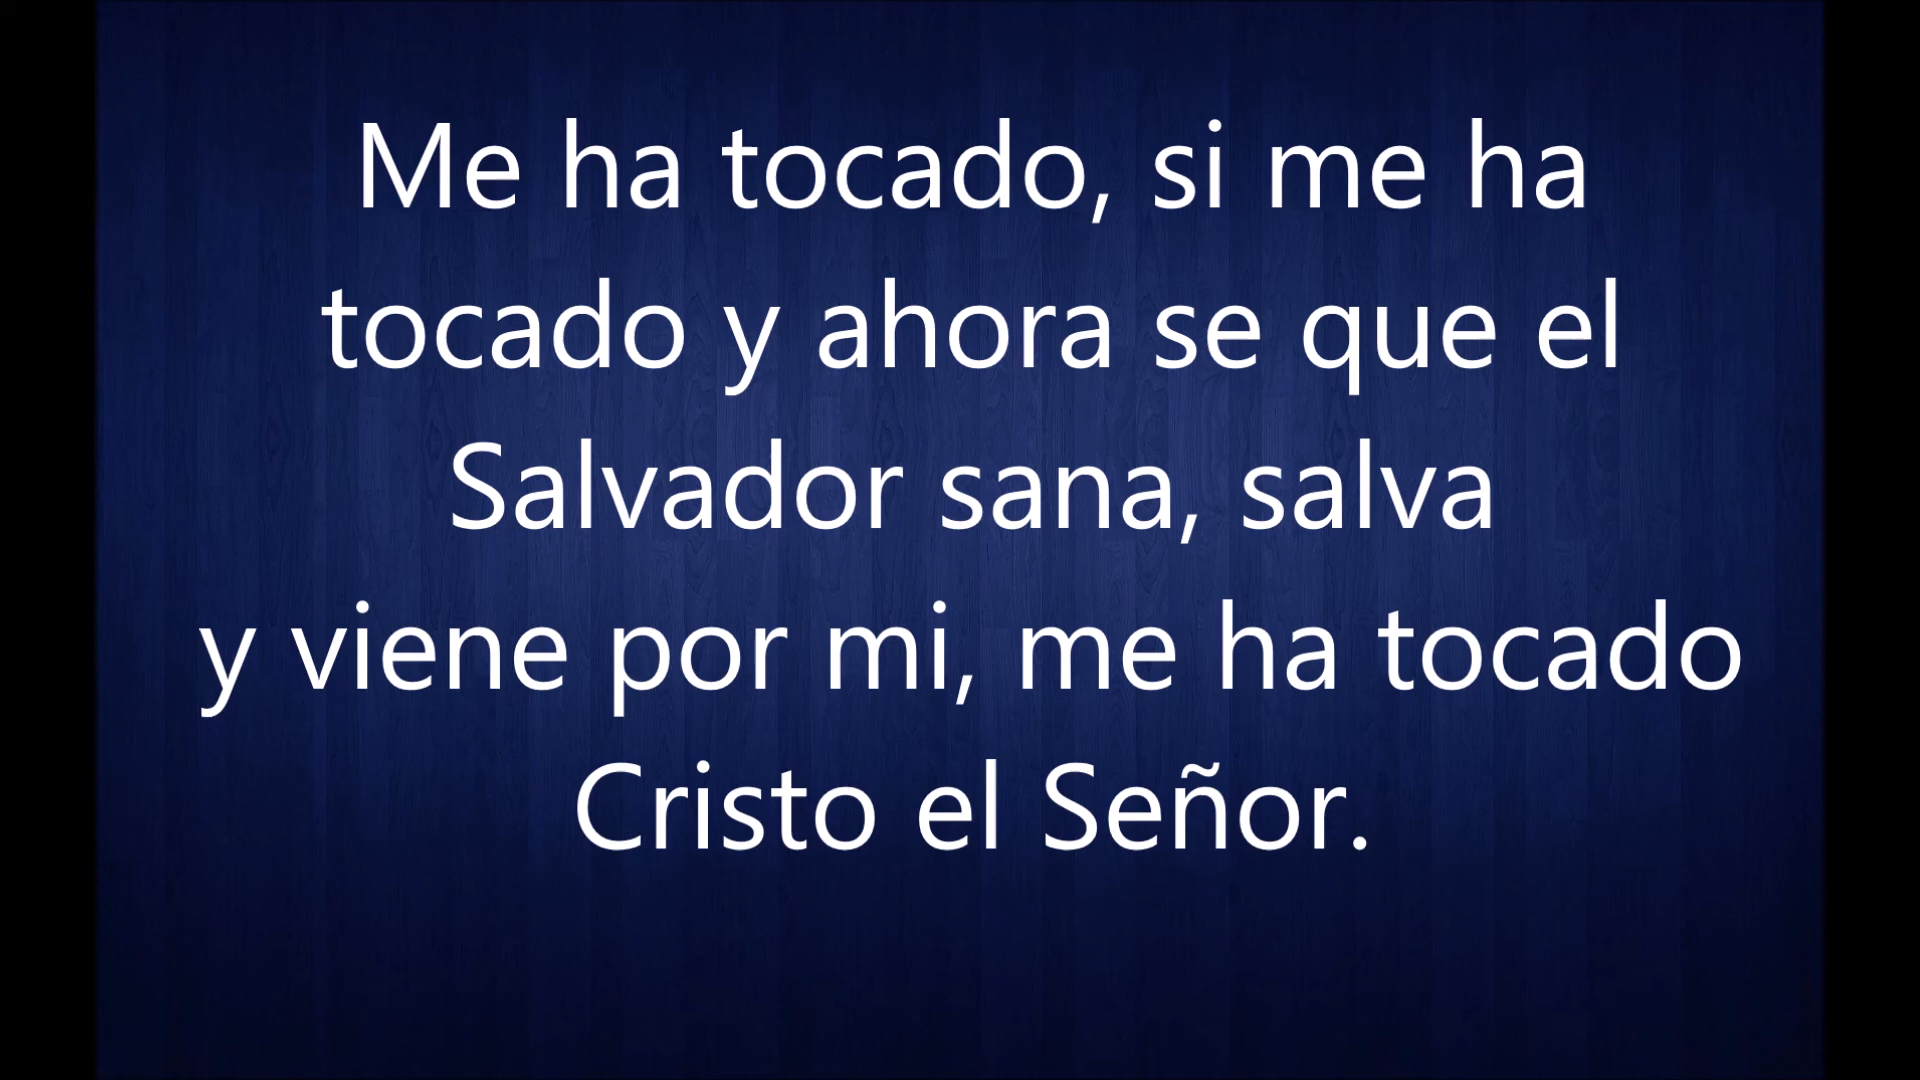 Me ha tocado, si me ha
tocado y ahora se que el
Salvador sana, salva
y viene por mi, me ha tocado
Cristo el Señor.